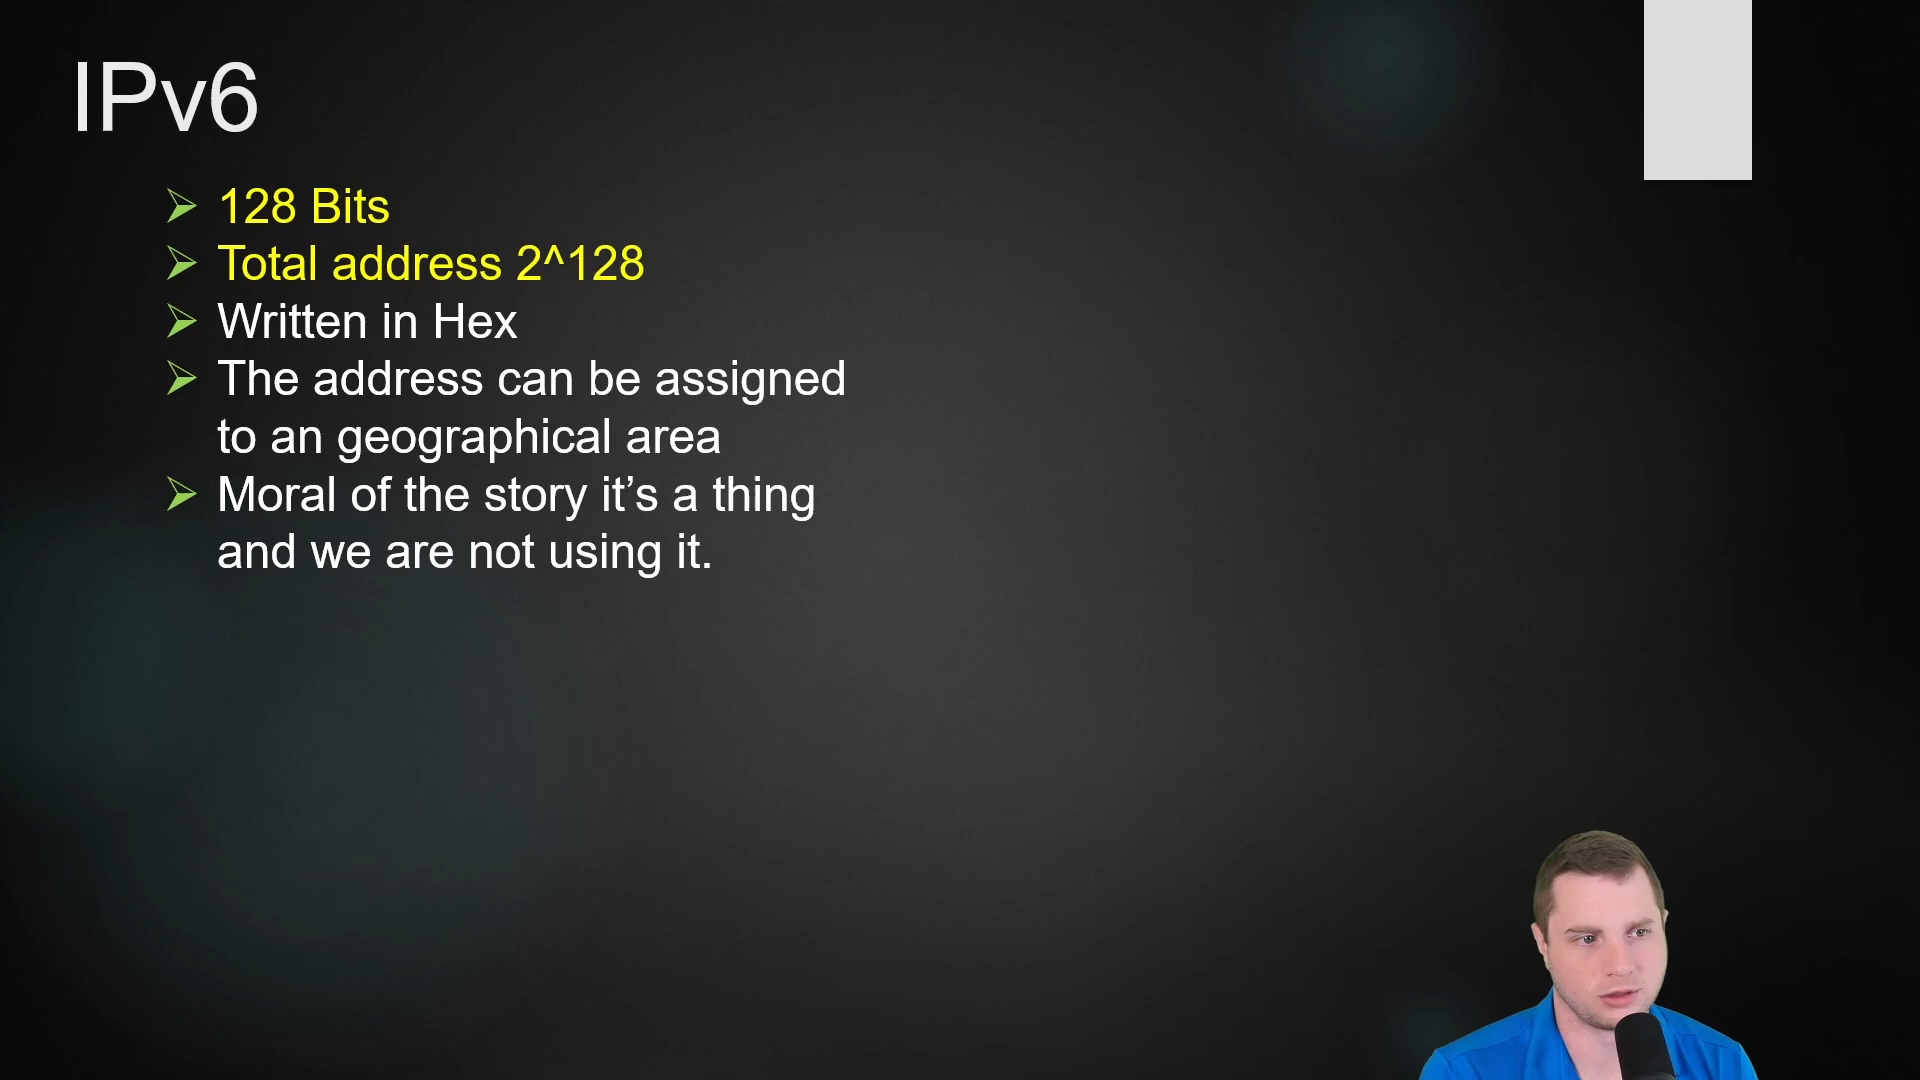 IPv6
128 Bits
Total address 2^128
Written in Hex
The address can be assigned
to an geographical area
Moral of the story it’s a thing
and we are not using it.